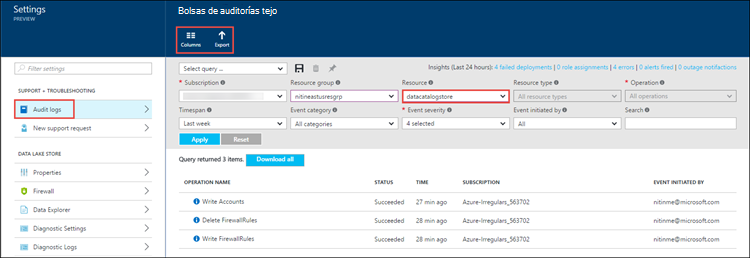 Settings
PREVIEW
Bolsas de auditorías tejo
Columns
Export
Filter settings
SUPPORT + TROUBLESHOOTING
Audit logs
New support request
DATA LAKE STORE
Properties
Firewall
Data Explorer
Diagnostic Settings
Diagnostic Logs
Select query ...
Insights (Last 24 hours): 4 failed deployments | 0 role assignments | 4 errors | 0 alerts fired | 0 outage notifications
* Subscription
Resource group
Resource
Resource type
* Operation
nitineastusresgrp
datacatalogstore
All resource types
All operations
Timespan
Event category
* Event severity
Event initiated by
Search
Last week
All categories
4 selected
All
Apply
Reset
Query returned 3 items.
Download all
OPERATION NAME
STATUS
TIME
SUBSCRIPTION
EVENT INITIATED BY
Write Accounts
Succeeded
27 min ago
Azure-Irregulars_563702
nitinme@microsoft.com
Delete FirewallRules
Succeeded
28 min ago
Azure-Irregulars_563702
nitinme@microsoft.com
Write FirewallRules
Succeeded
28 min ago
Azure-Irregulars_563702
nitinme@microsoft.com